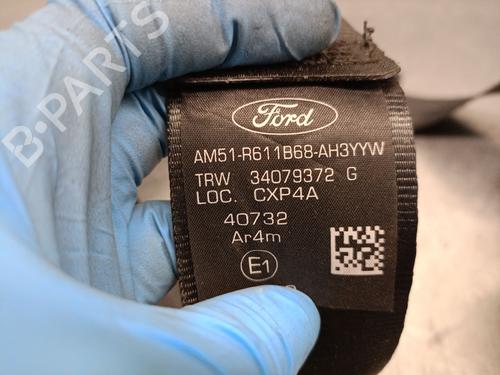 Ford
AM51-R611B68-AH3YYW
TRW 34079372 G
LOC. CXP4A
40732
Ar4m
E1
B-PARTS